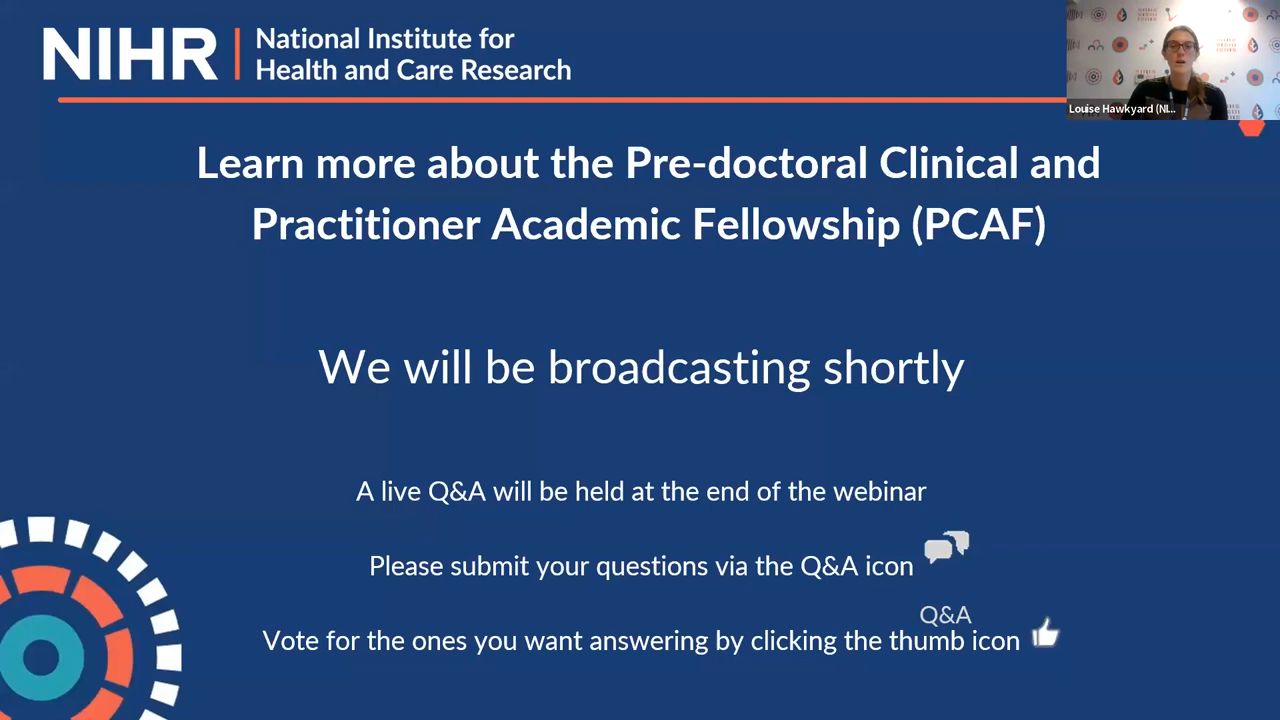 NIHR
National Institute for
Health and Care Research
Louise Hawkyard (NI...
Learn more about the Pre-doctoral Clinical and
Practitioner Academic Fellowship (PCAF)
We will be broadcasting shortly
A live Q&A will be held at the end of the webinar
Please submit your questions via the Q&A icon
Q&A
Vote for the ones you want answering by clicking the thumb icon